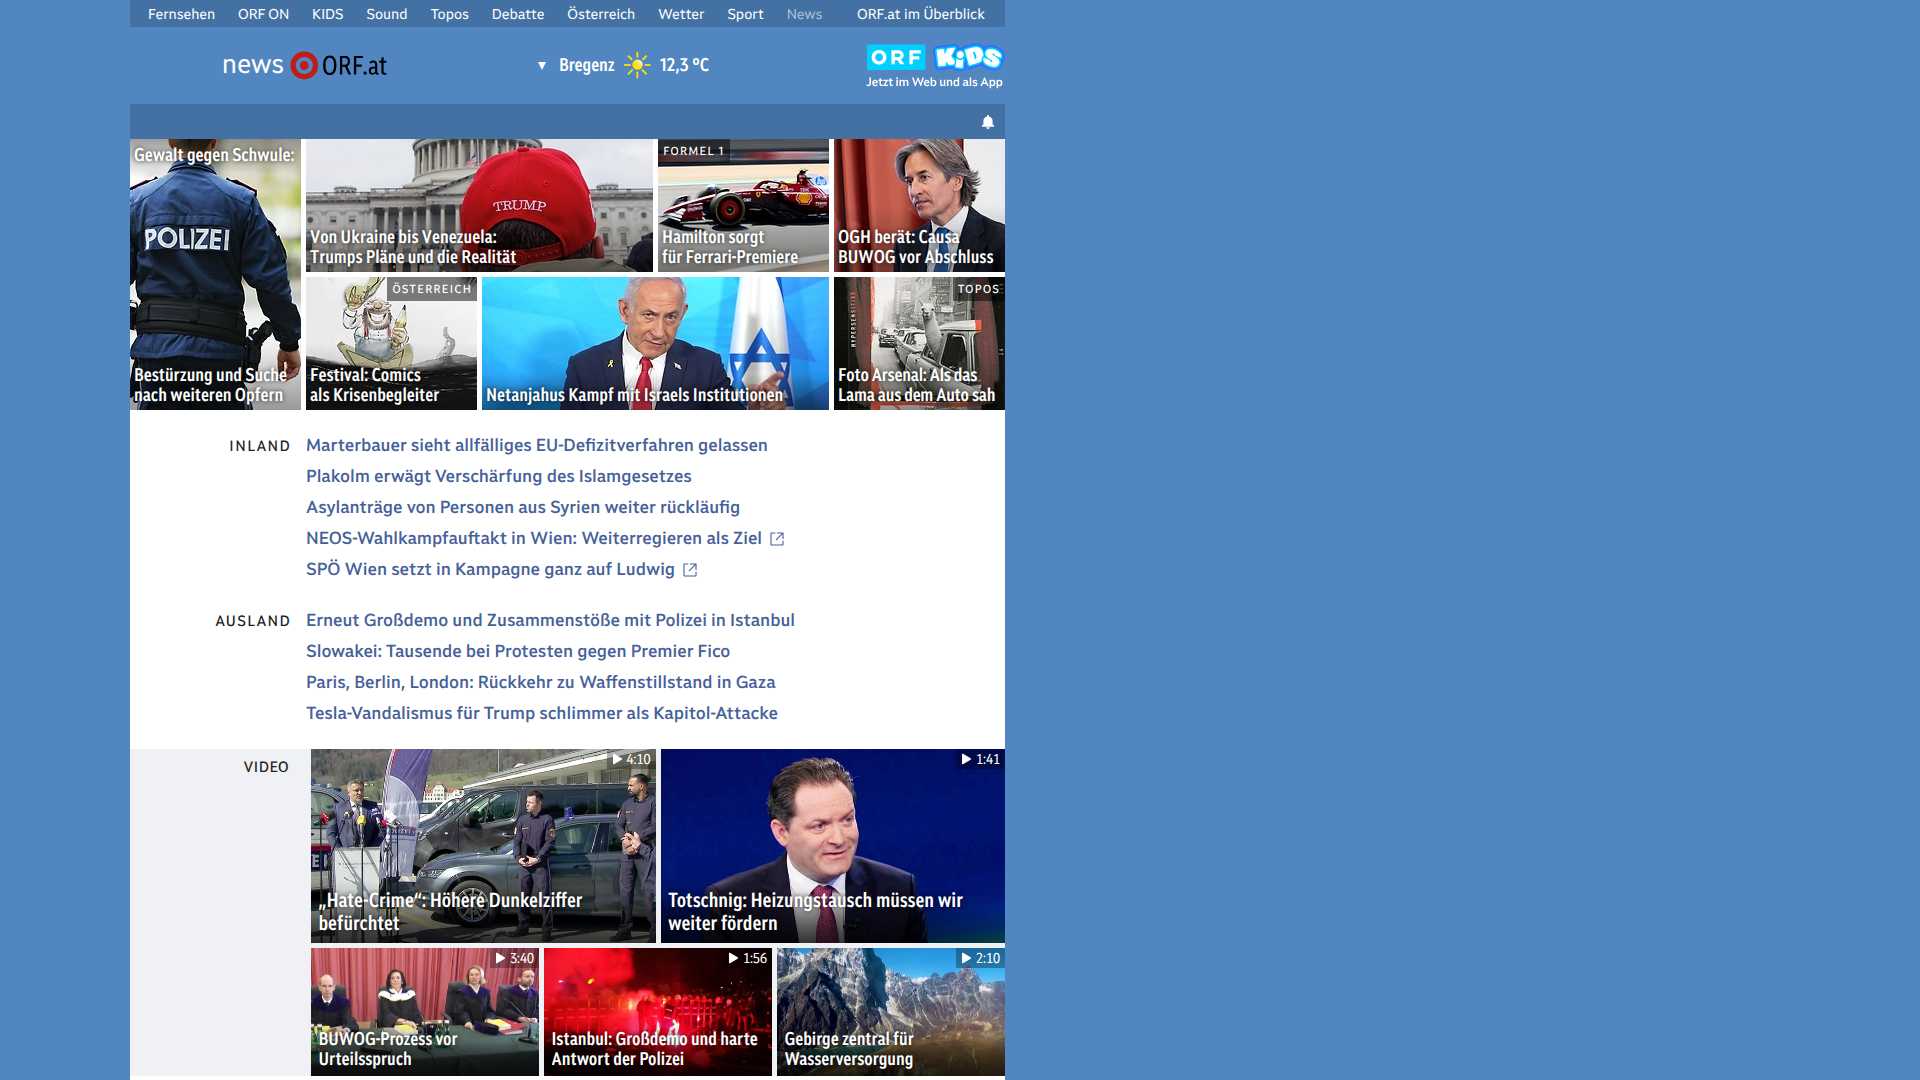 Fernsehen ORF ON KIDS Sound Topos Debatte Österreich Wetter Sport News ORF.at im Überblick
news ORF.at
Bregenz 12,3 ºC
ORF KiDS
Jetzt im Web und als App
Gewalt gegen Schwule:
POLIZEI
Bestürzung und Suche
nach weiteren Opfern
TRUMP
Von Ukraine bis Venezuela:
Trumps Pläne und die Realität
FORMEL 1
Hamilton sorgt
für Ferrari-Premiere
OGH berät: Causa
BUWOG vor Abschluss
ÖSTERREICH
Festival: Comics
als Krisenbegleiter
Netanjahus Kampf mit Israels Institutionen
TOPOS
Foto Arsenal: Als das
Lama aus dem Auto sah
INLAND
Marterbauer sieht allfälliges EU-Defizitverfahren gelassen
Plakolm erwägt Verschärfung des Islamgesetzes
Asylanträge von Personen aus Syrien weiter rückläufig
NEOS-Wahlkampfauftakt in Wien: Weiterregieren als Ziel
SPÖ Wien setzt in Kampagne ganz auf Ludwig
AUSLAND
Erneut Großdemo und Zusammenstöße mit Polizei in Istanbul
Slowakei: Tausende bei Protesten gegen Premier Fico
Paris, Berlin, London: Rückkehr zu Waffenstillstand in Gaza
Tesla-Vandalismus für Trump schlimmer als Kapitol-Attacke
VIDEO
4:10
„Hate-Crime“: Höhere Dunkelziffer
befürchtet
1:41
Totschnig: Heizungstausch müssen wir
weiter fördern
3:40
BUWOG-Prozess vor
Urteilsspruch
1:56
Istanbul: Großdemo und harte
Antwort der Polizei
2:10
Gebirge zentral für
Wasserversorgung